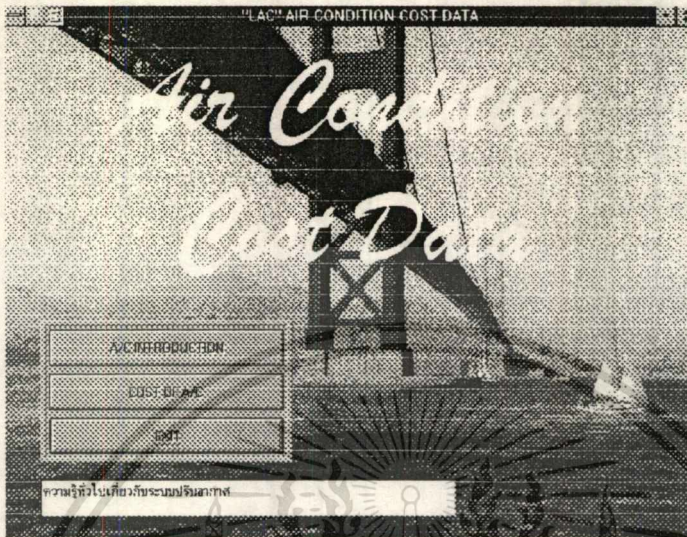 "LAC" AIR CONDITION COST DATA
Air Condition
Cost Data
A/C INTRODUCTION
COST OF A/C
EXIT
ความรู้ทั่วไปเกี่ยวกับระบบปรับอากาศ